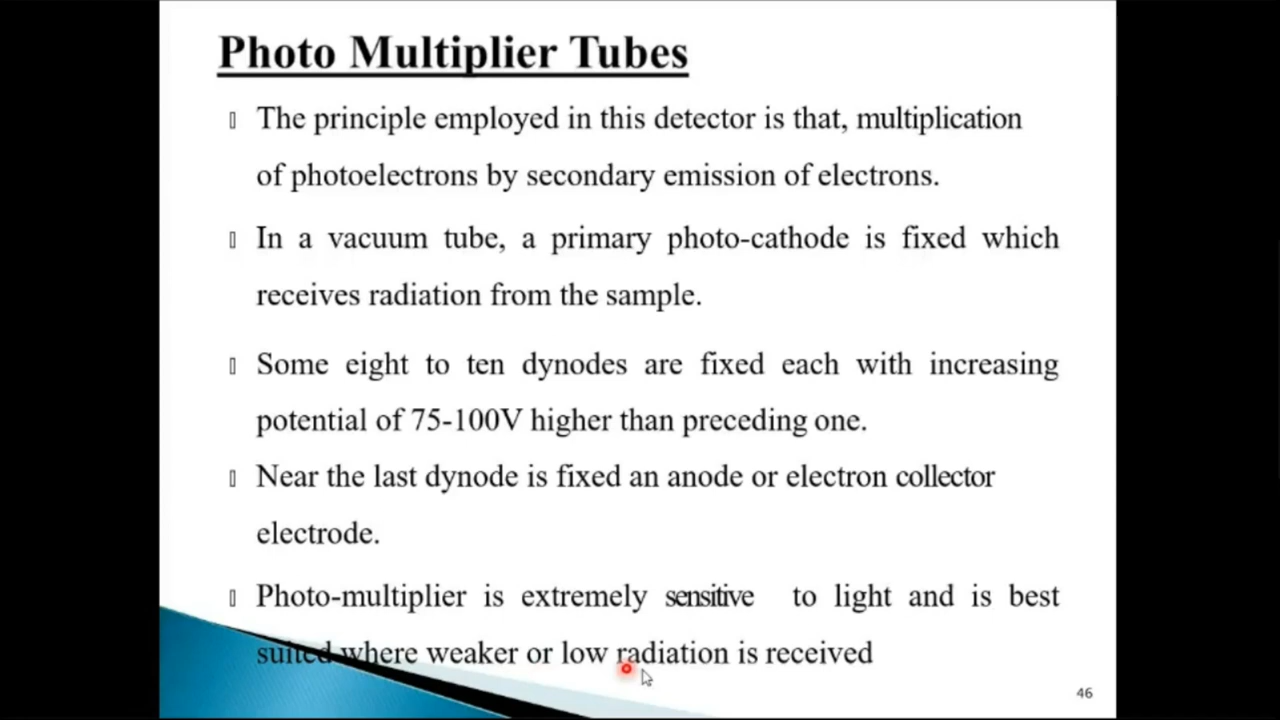 Photo Multiplier Tubes
The principle employed in this detector is that, multiplication
of photoelectrons by secondary emission of electrons.
In a vacuum tube, a primary photo-cathode is fixed which
receives radiation from the sample.
Some eight to ten dynodes are fixed each with increasing
potential of 75-100V higher than preceding one.
Near the last dynode is fixed an anode or electron collector
electrode.
Photo-multiplier is extremely sensitive to light and is best
suited where weaker or low radiation is received
46